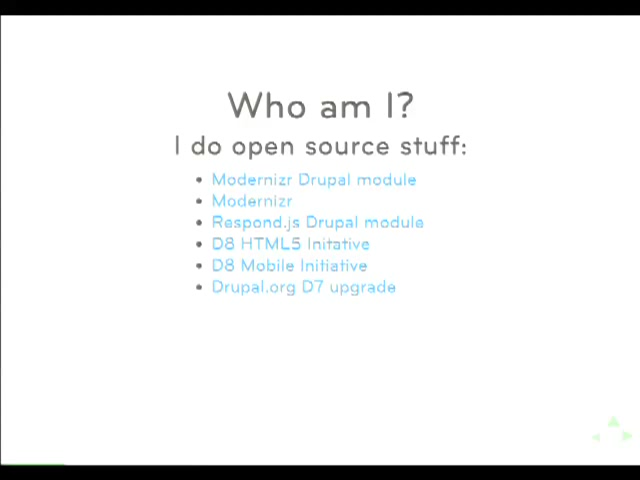 Who am I?
I do open source stuff:
• Modernizr Drupal module
• Modernizr
• Respond.js Drupal module
• D8 HTML5 Initative
• D8 Mobile Initiative
• Drupal.org D7 upgrade